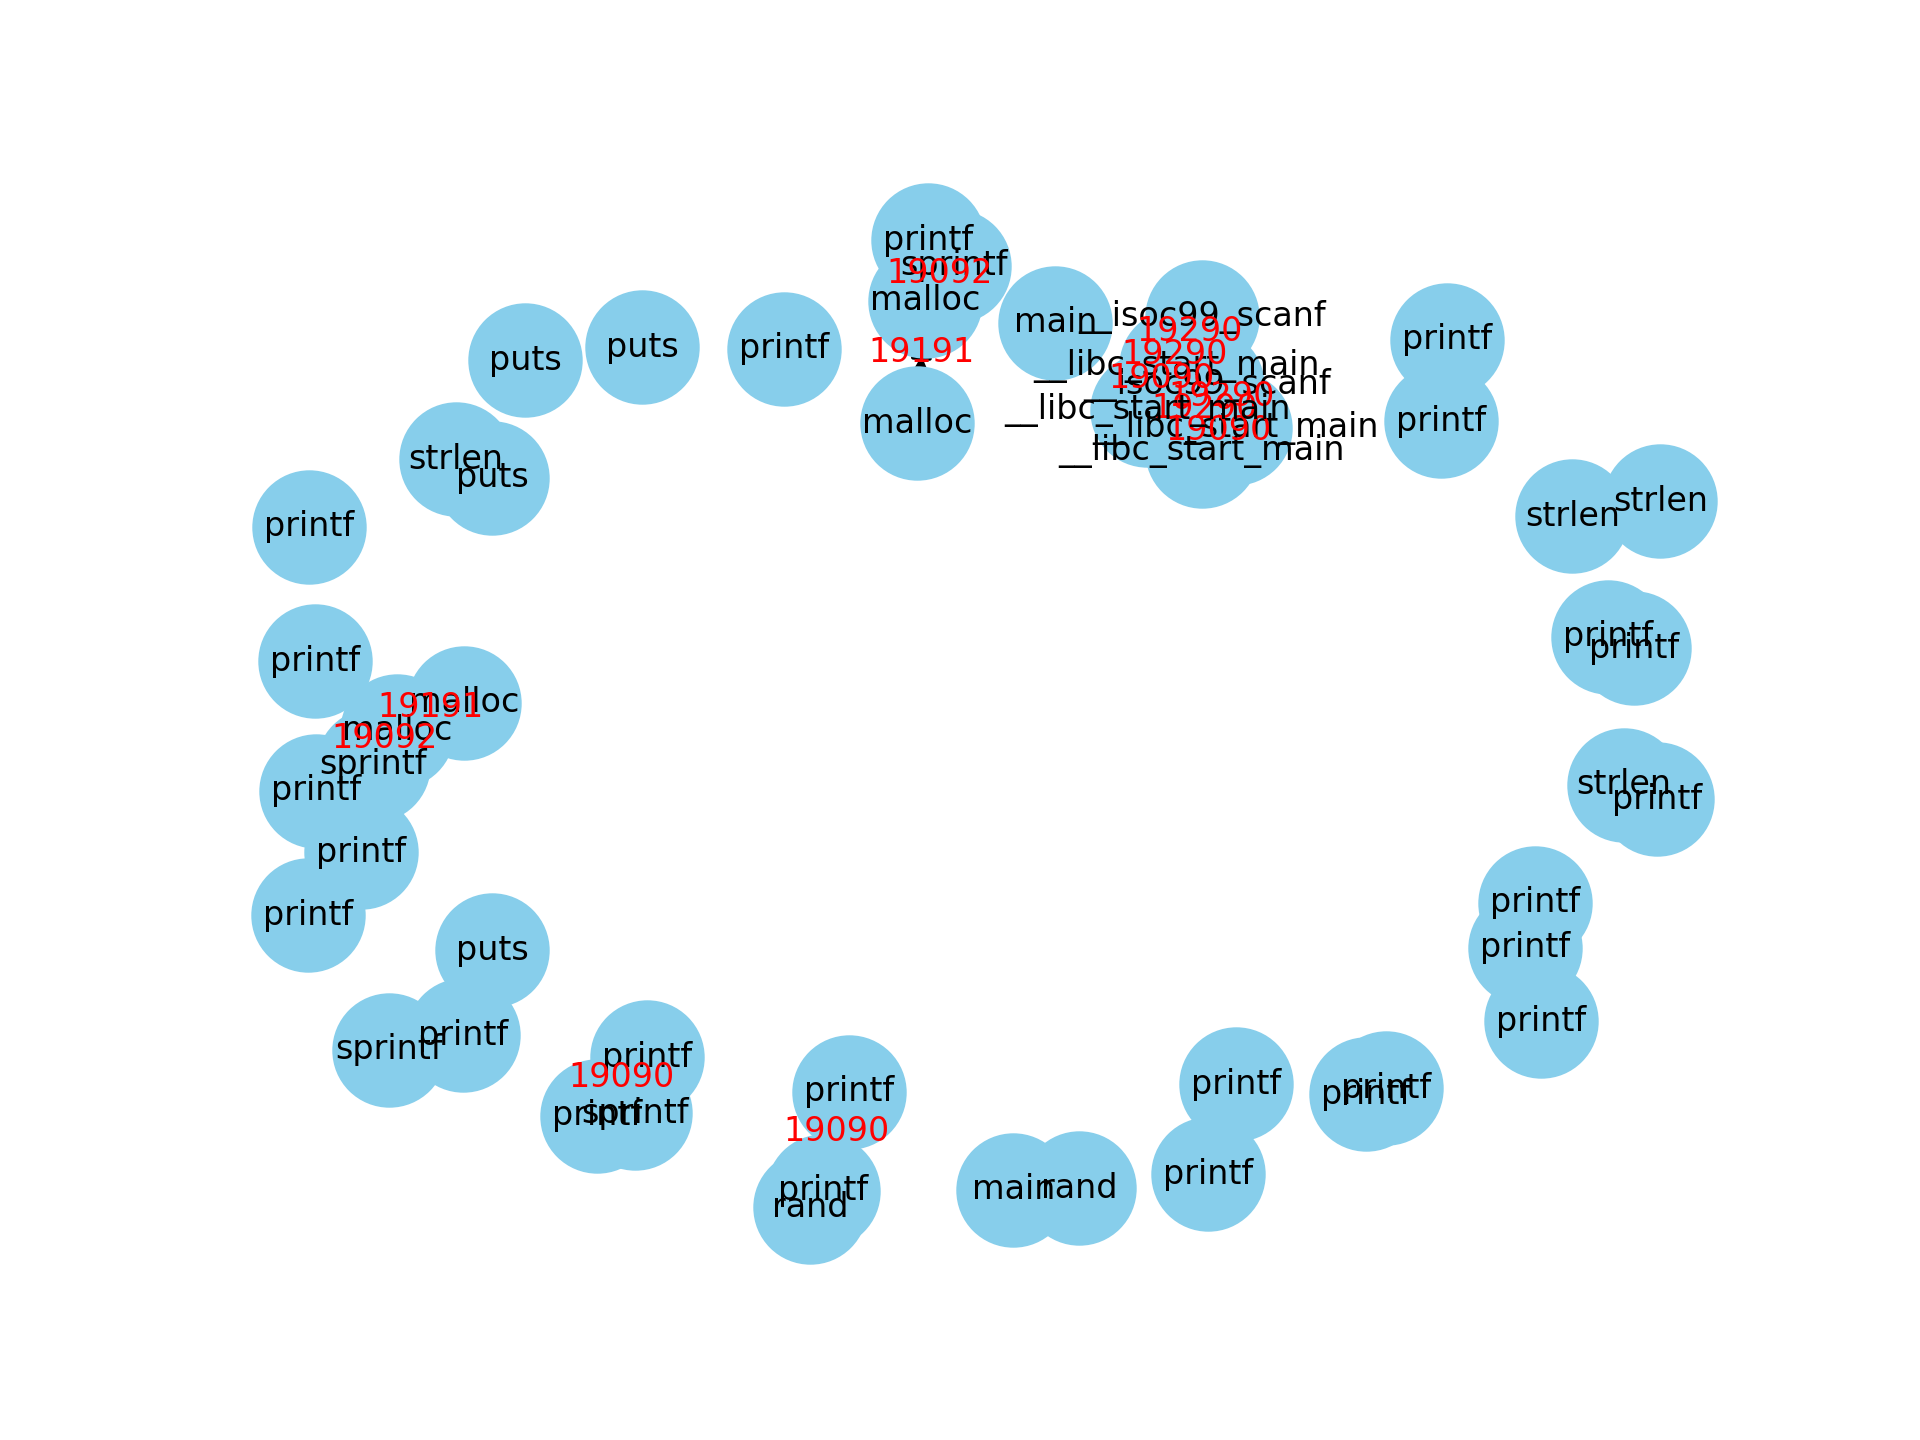 printf
sprintf
19092
malloc
main
__isoc99_scanf
19290
printf
puts
puts
printf
19191
19290
__libc_start_main
19090
__isoc99_scanf
__libc_start_main
malloc
printf
__libc_start_main
19090
__libc_start_main
strlen
puts
strlen
strlen
printf
printf
printf
printf
malloc
19191
malloc
19092
sprintf
printf
strlen
printf
printf
printf
printf
puts
printf
printf
sprintf
printf
printf
19090
printf
sprintf
printf
19090
printf
rand
main
rand
printf
printf
printf
printf